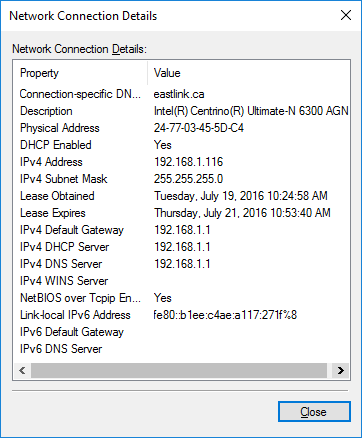 Network Connection Details
Network Connection Details:
Property Value
Connection-specific DN... eastlink.ca
Description Intel(R) Centrino(R) Ultimate-N 6300 AGN
Physical Address 24-77-03-45-5D-C4
DHCP Enabled Yes
IPv4 Address 192.168.1.116
IPv4 Subnet Mask 255.255.255.0
Lease Obtained Tuesday, July 19, 2016 10:24:58 AM
Lease Expires Thursday, July 21, 2016 10:53:40 AM
IPv4 Default Gateway 192.168.1.1
IPv4 DHCP Server 192.168.1.1
IPv4 DNS Server 192.168.1.1
IPv4 WINS Server
NetBIOS over Tcpip En... Yes
Link-local IPv6 Address fe80::b1ee:c4ae:a117:271f%8
IPv6 Default Gateway
IPv6 DNS Server
Close